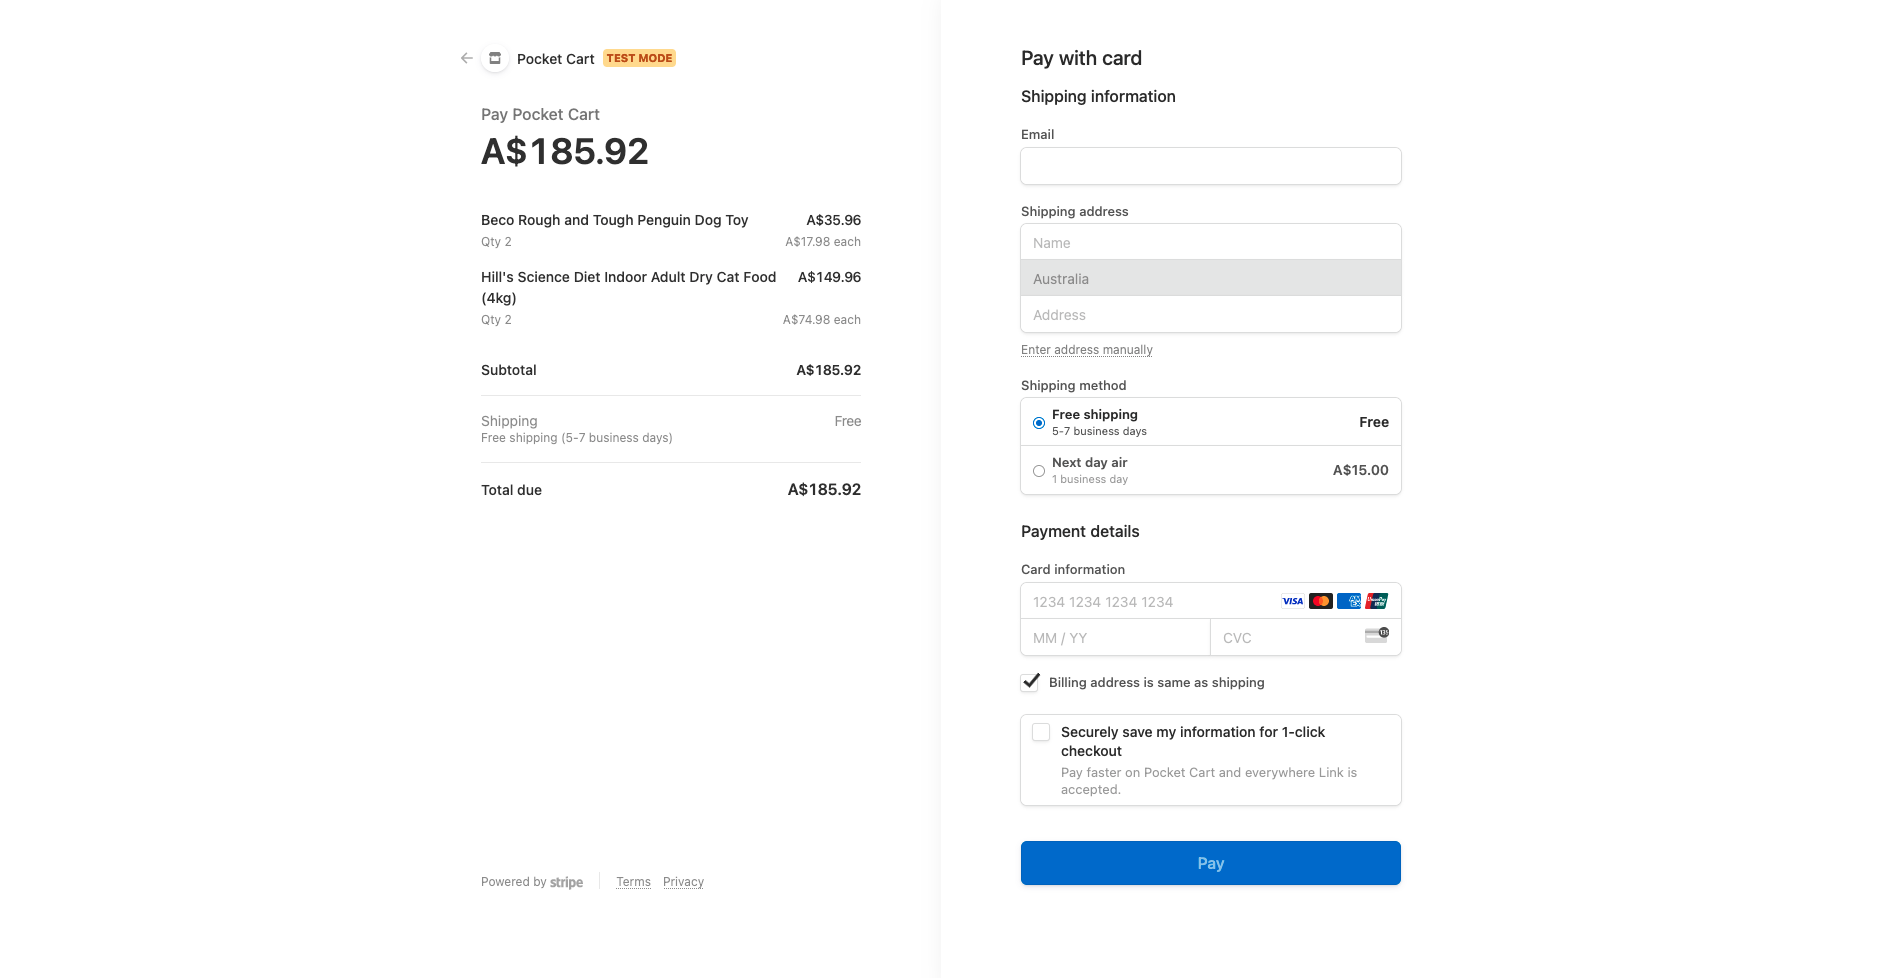 Pocket Cart TEST MODE
Pay Pocket Cart
A$185.92
Beco Rough and Tough Penguin Dog Toy A$35.96
Qty 2 A$17.98 each
Hill's Science Diet Indoor Adult Dry Cat Food A$149.96
(4kg)
Qty 2 A$74.98 each
Subtotal A$185.92
Shipping Free
Free shipping (5-7 business days)
Total due A$185.92
Powered by stripe Terms Privacy
Pay with card
Shipping information
Email
Shipping address
Name
Australia
Address
Enter address manually
Shipping method
Free shipping Free
5-7 business days
Next day air A$15.00
1 business day
Payment details
Card information
1234 1234 1234 1234 VISA
MM / YY CVC 135
Billing address is same as shipping
Securely save my information for 1-click
checkout
Pay faster on Pocket Cart and everywhere Link is
accepted.
Pay